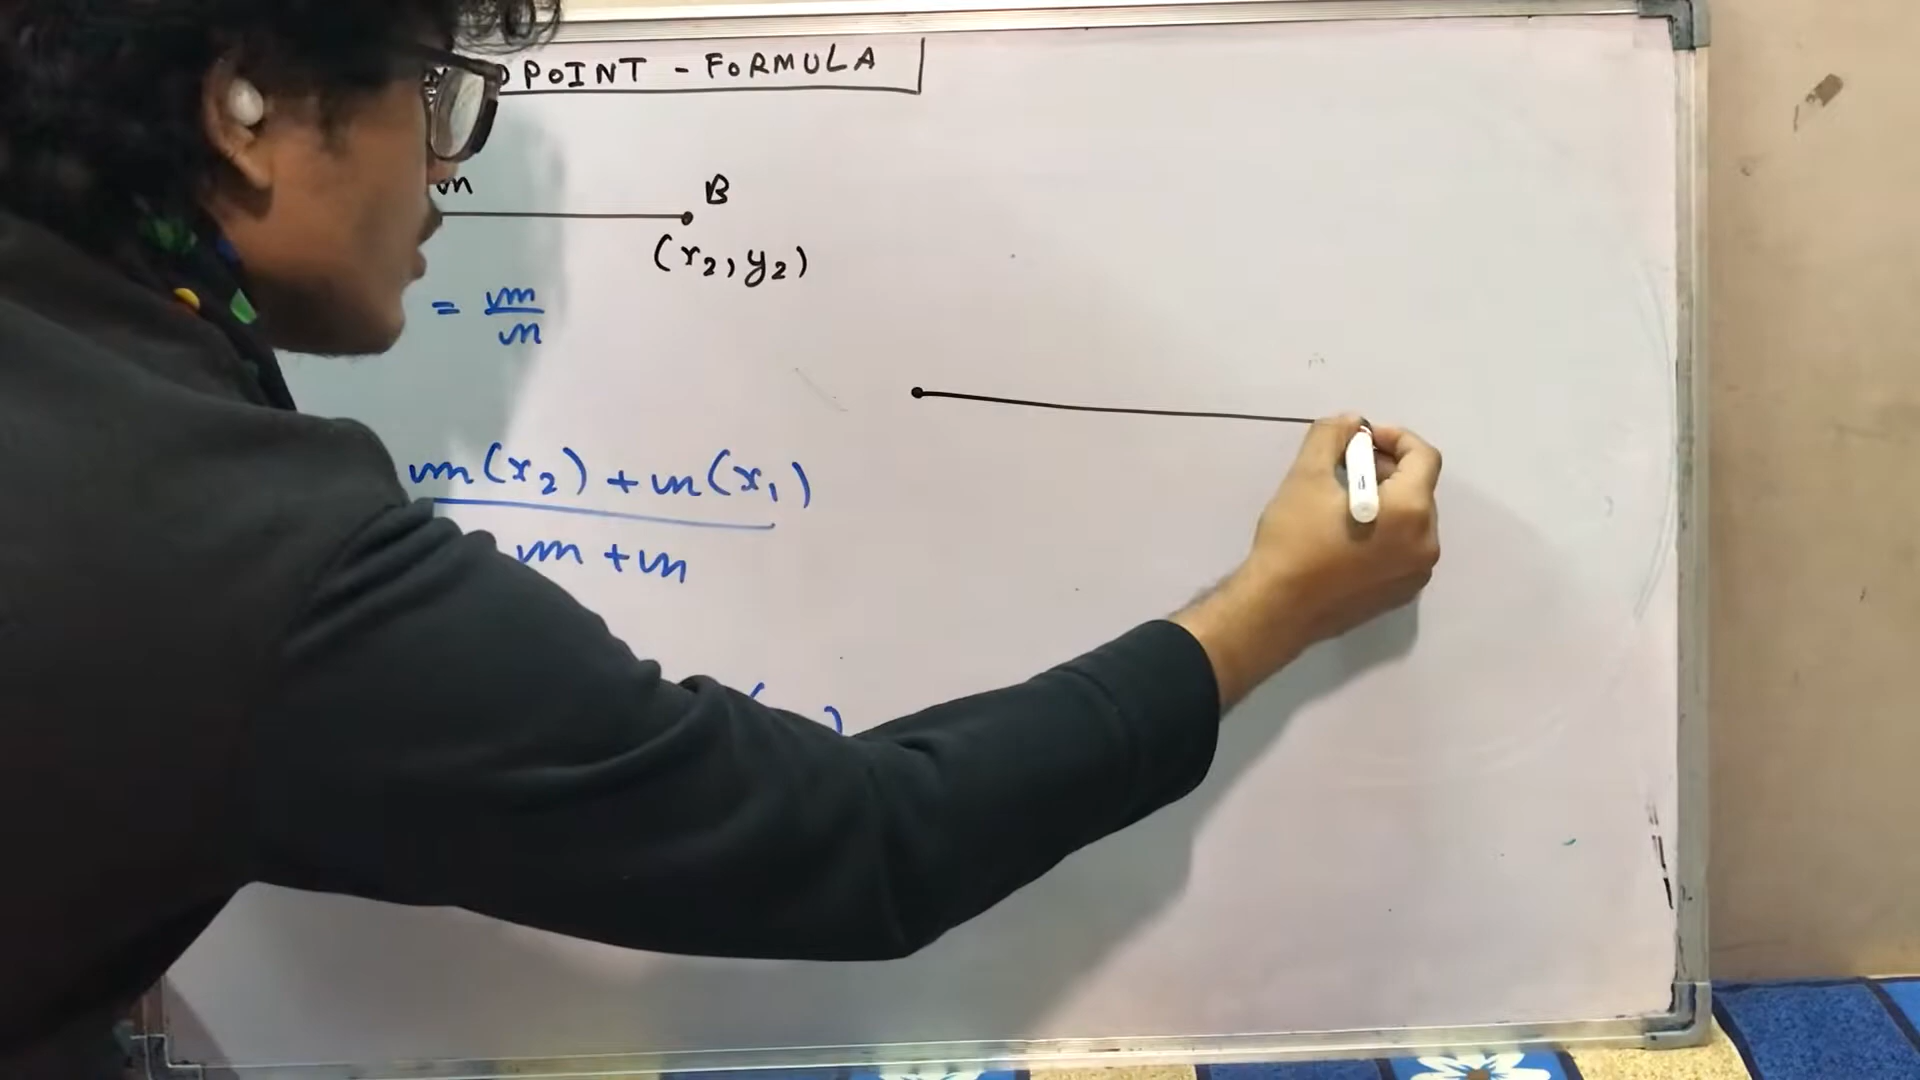 POINT - FORMULA
n B
(x₂, y₂)
= m/n
m(x₂) + n(x₁)
m + n